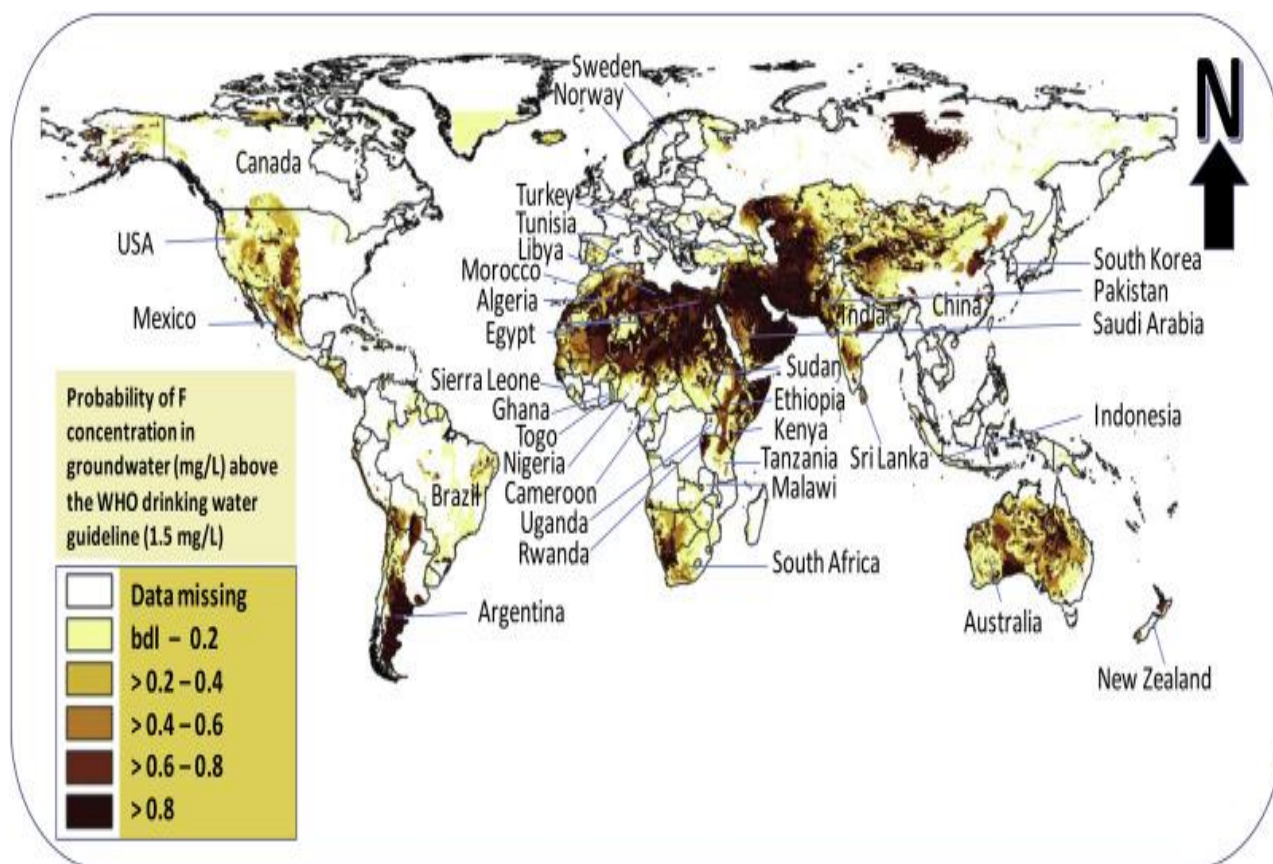 N
Sweden
Norway
Canada
Turkey
Tunisia
Libya
Morocco
Algeria
Egypt
USA
Mexico
South Korea
Pakistan
Saudi Arabia
China
India
Sierra Leone
Ghana
Togo
Nigeria
Cameroon
Uganda
Rwanda
Sudan
Ethiopia
Kenya
Tanzania
Malawi
Sri Lanka
Indonesia
Brazil
South Africa
Argentina
Australia
New Zealand
Probability of F
concentration in
groundwater (mg/L) above
the WHO drinking water
guideline (1.5 mg/L)
Data missing
bdl – 0.2
> 0.2 – 0.4
> 0.4 – 0.6
> 0.6 – 0.8
> 0.8